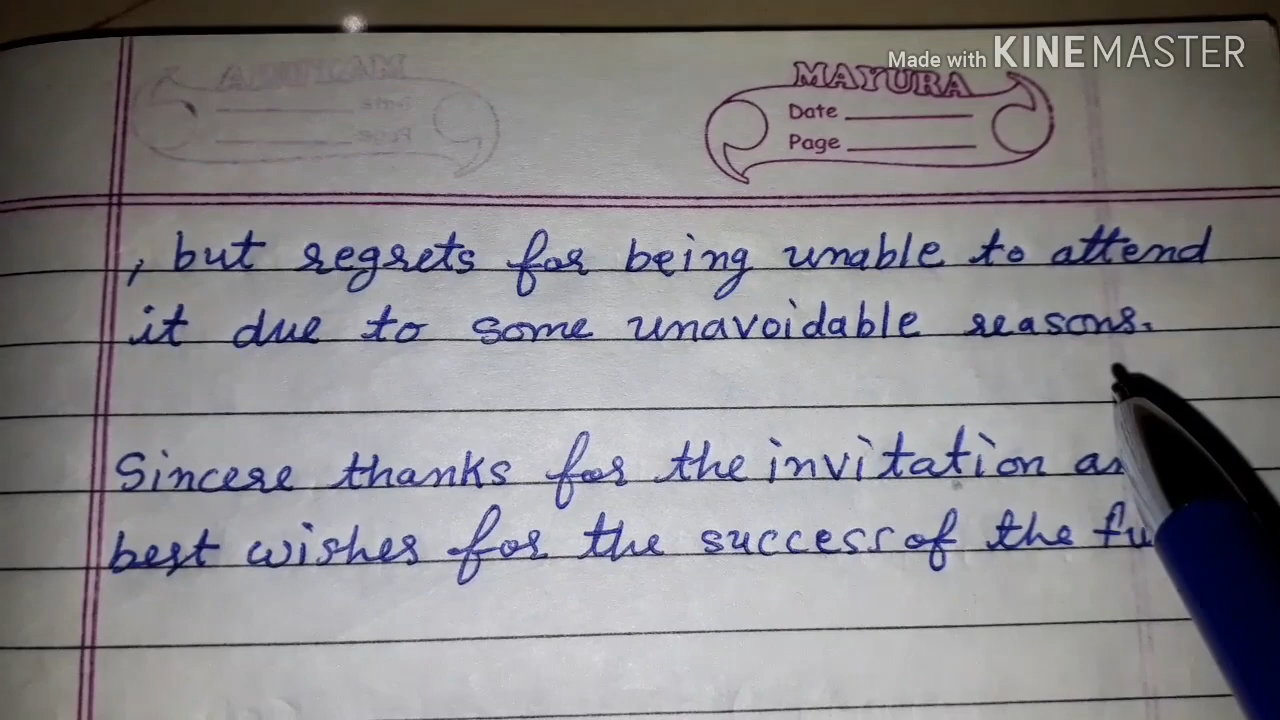 Made with KINEMASTER
MAYURA
Date
Page
, but regrets for being unable to attend
it due to some unavoidable reasons.
Sincere thanks for the invitation
best wishes for the success of the